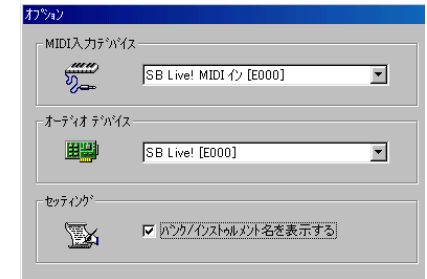 オプション
MIDI入力デバイス
SB Live! MIDI イン [E000]
オーディオ デバイス
SB Live! [E000]
セッティング
バンク/インストゥルメント名を表示する